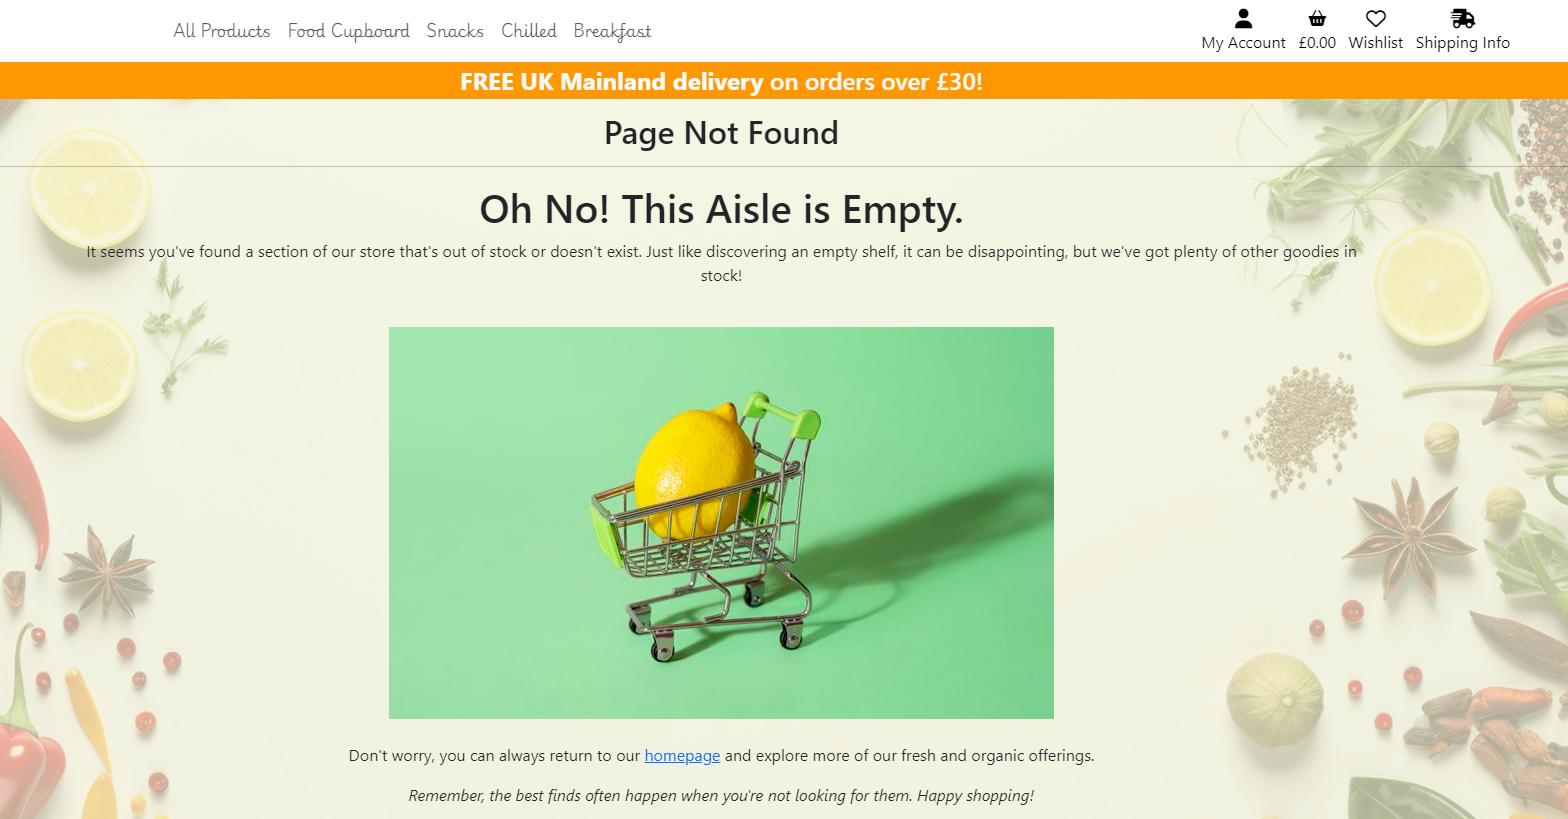 All Products Food Cupboard Snacks Chilled Breakfast
My Account £0.00 Wishlist Shipping Info
FREE UK Mainland delivery on orders over £30!
Page Not Found
Oh No! This Aisle is Empty.
It seems you've found a section of our store that's out of stock or doesn't exist. Just like discovering an empty shelf, it can be disappointing, but we've got plenty of other goodies in
stock!
Don't worry, you can always return to our homepage and explore more of our fresh and organic offerings.
Remember, the best finds often happen when you're not looking for them. Happy shopping!